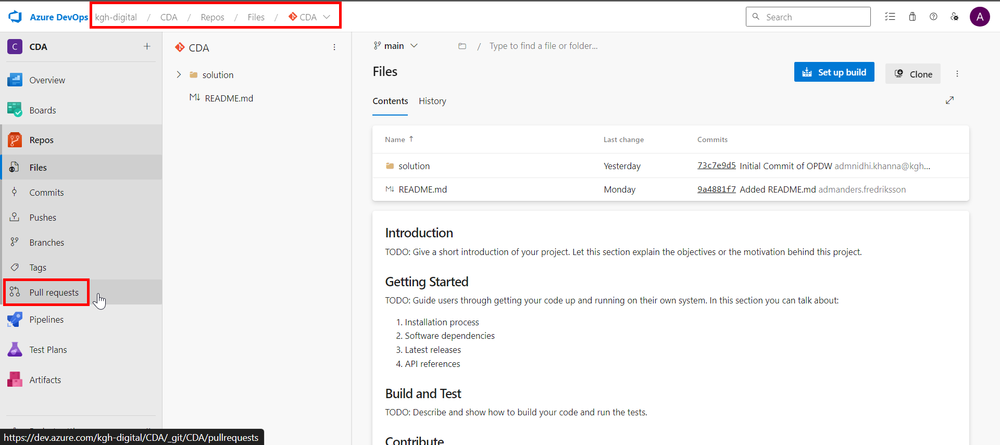 Azure DevOps kgh-digital / CDA / Repos / Files / CDA Search A
C CDA +
CDA
main / Type to find a file or folder...
Files
Set up build
Clone
Contents History
solution
README.md
Overview
Boards
Repos
Files
Commits
Pushes
Branches
Tags
Pull requests
Pipelines
Test Plans
Artifacts
Name ↑ Last change Commits
solution Yesterday 73c7e9d5 Initial Commit of OPDW admnidhi.khanna@kgh...
M↓ README.md Monday 9a4881f7 Added README.md admanders.fredriksson
Introduction
TODO: Give a short introduction of your project. Let this section explain the objectives or the motivation behind this project.
Getting Started
TODO: Guide users through getting your code up and running on their own system. In this section you can talk about:
1. Installation process
2. Software dependencies
3. Latest releases
4. API references
Build and Test
TODO: Describe and show how to build your code and run the tests.
Contribute
https://dev.azure.com/kgh-digital/CDA/_git/CDA/pullrequests